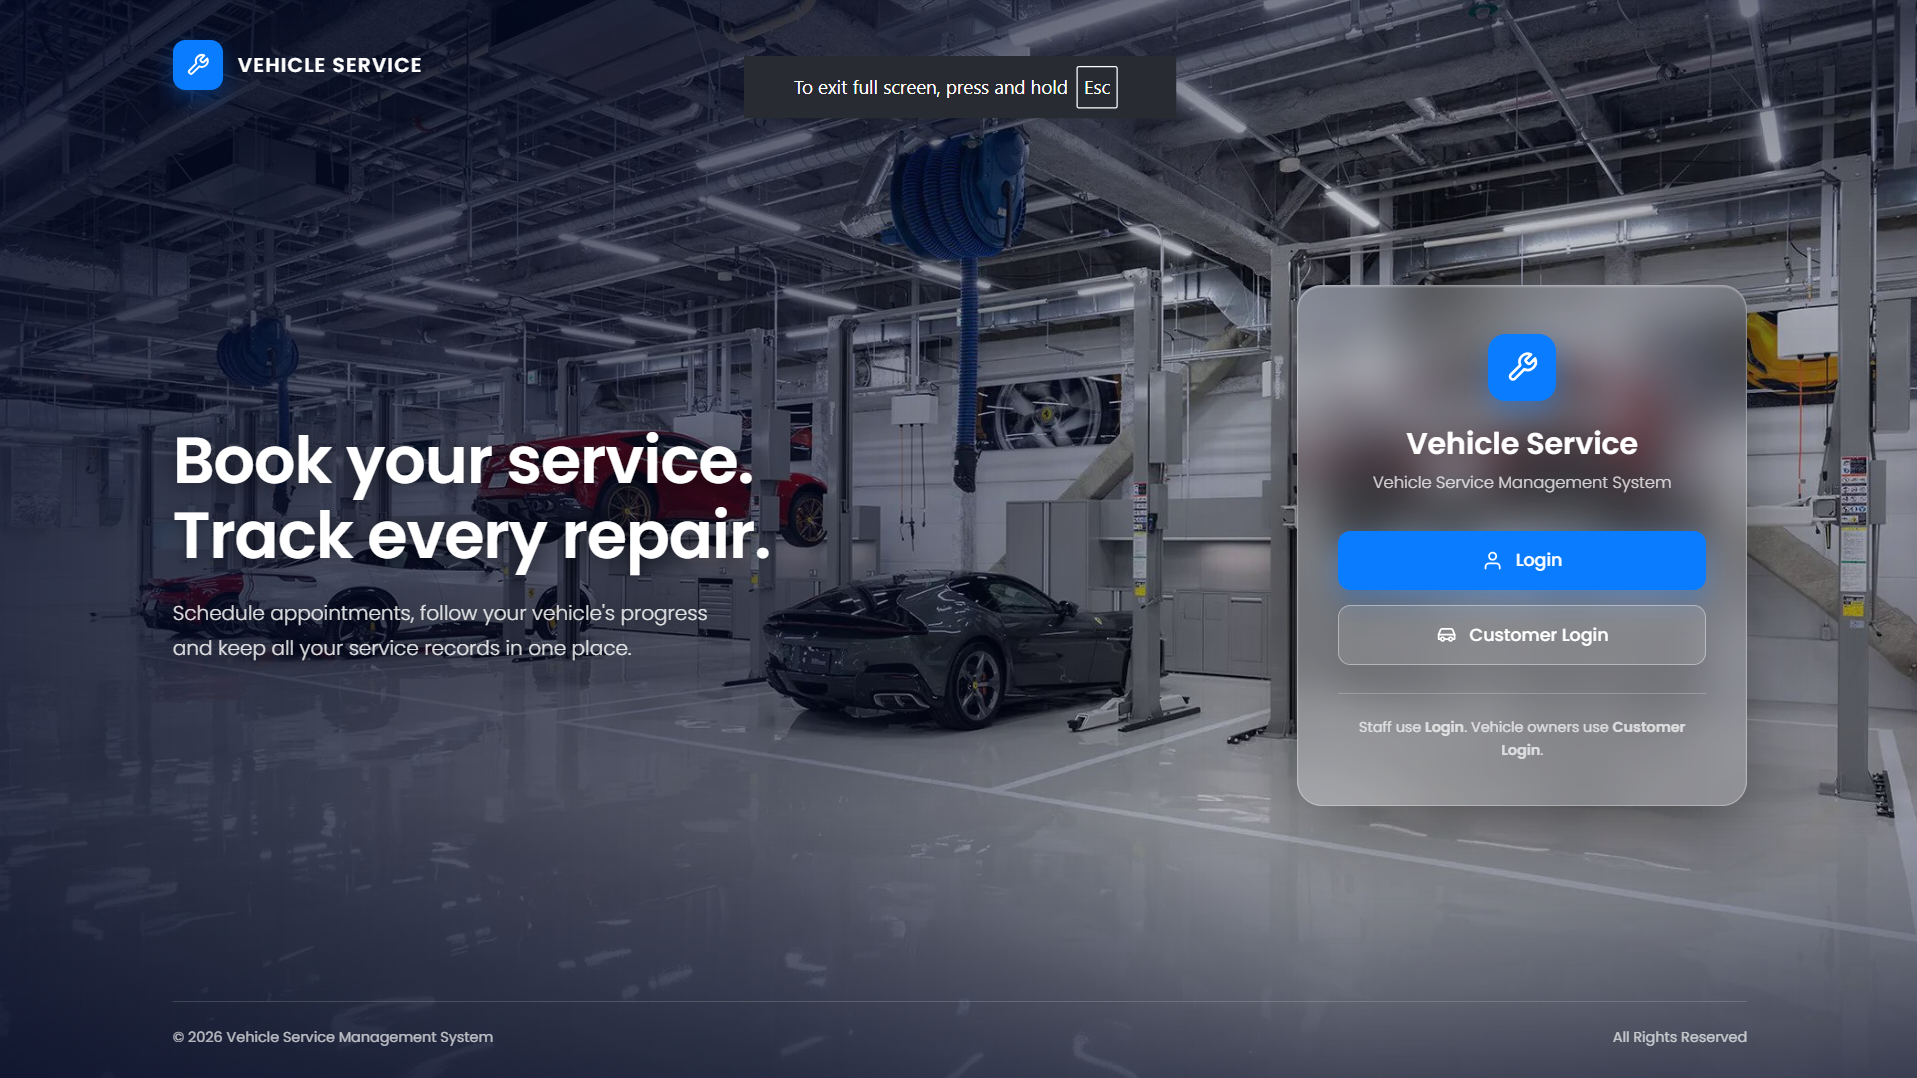 VEHICLE SERVICE
To exit full screen, press and hold Esc
Book your service.
Track every repair.
Schedule appointments, follow your vehicle's progress
and keep all your service records in one place.
Vehicle Service
Vehicle Service Management System
Login
Customer Login
Staff use Login. Vehicle owners use Customer
Login.
© 2026 Vehicle Service Management System
All Rights Reserved